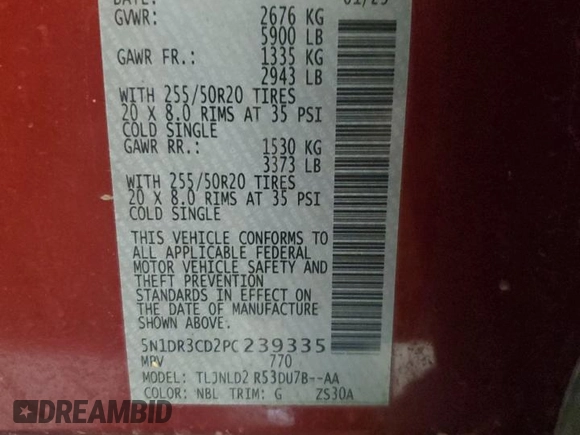 DATE: 01/23
GVWR: 2676 KG
5900 LB
GAWR FR.: 1335 KG
2943 LB
WITH 255/50R20 TIRES
20 X 8.0 RIMS AT 35 PSI
COLD SINGLE
GAWR RR.: 1530 KG
3373 LB
WITH 255/50R20 TIRES
20 X 8.0 RIMS AT 35 PSI
COLD SINGLE
THIS VEHICLE CONFORMS TO
ALL APPLICABLE FEDERAL
MOTOR VEHICLE SAFETY AND
THEFT PREVENTION
STANDARDS IN EFFECT ON
THE DATE OF MANUFACTURE
SHOWN ABOVE.
5N1DR3CD2PC239335
MPV 770
MODEL: TLJNLD2 R53DU7B--AA
COLOR: NBL TRIM: G ZS30A
DREAMBID